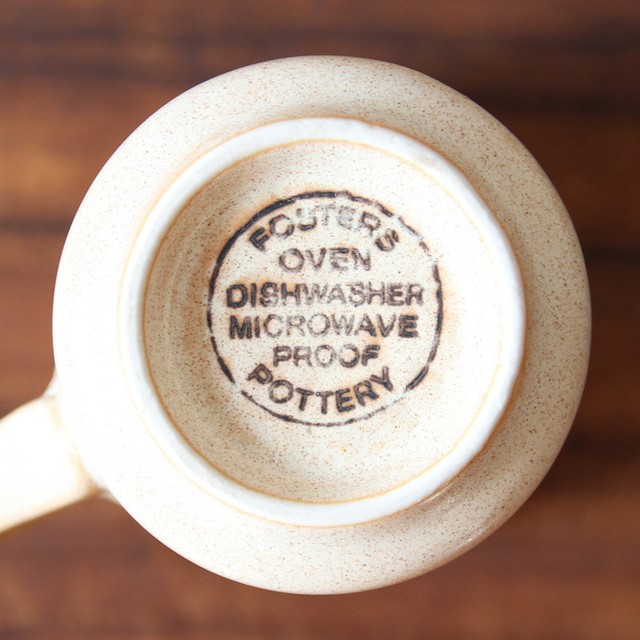 FOSTERS
OVEN
DISHWASHER
MICROWAVE
PROOF
POTTERY